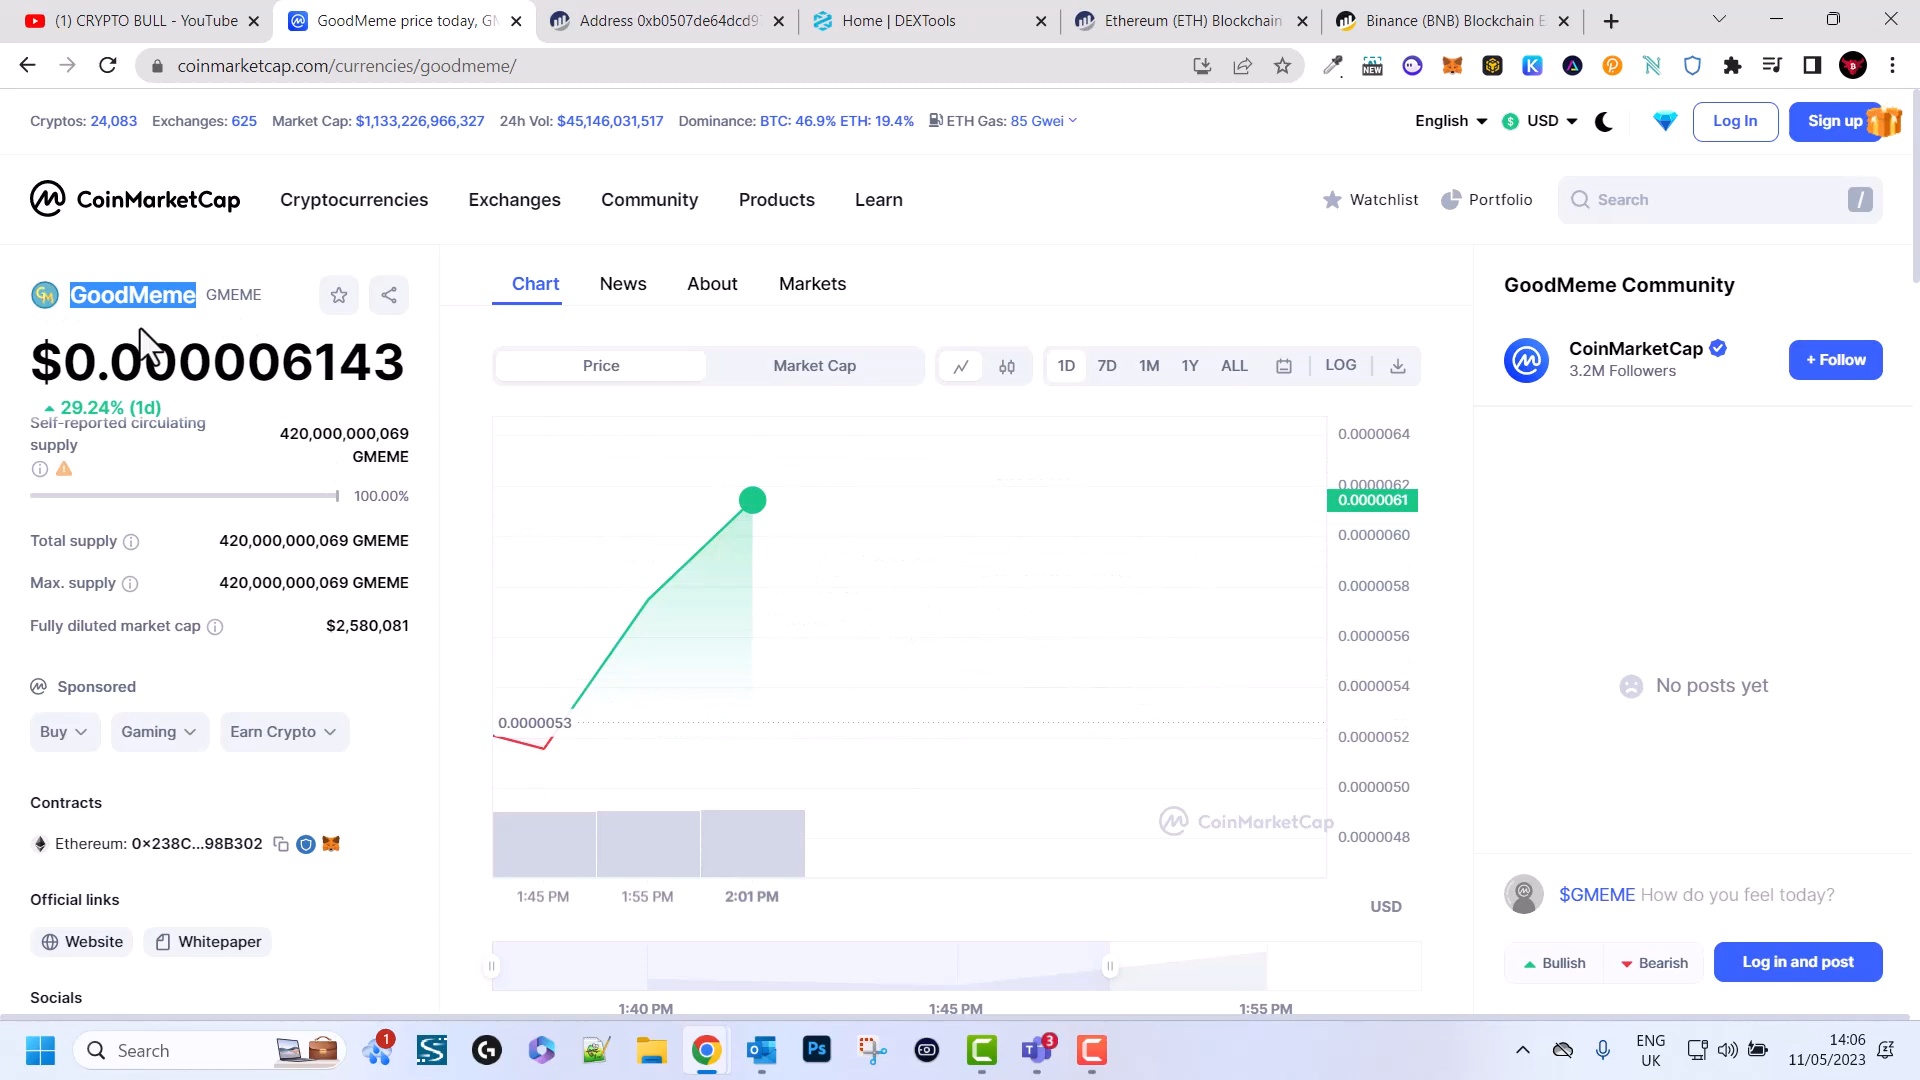 (1) CRYPTO BULL - YouTube
GoodMeme price today, GM
Address 0xb0507de64dcd9
Home | DEXTools
Ethereum (ETH) Blockchain
Binance (BNB) Blockchain E
coinmarketcap.com/currencies/goodmeme/
NEW
Cryptos: 24,083 Exchanges: 625 Market Cap: $1,133,226,966,327 24h Vol: $45,146,031,517 Dominance: BTC: 46.9% ETH: 19.4% ETH Gas: 85 Gwei
English USD Log In Sign up
CoinMarketCap Cryptocurrencies Exchanges Community Products Learn
Watchlist Portfolio Search /
GoodMeme GMEME
$0.000006143
29.24% (1d)
Self-reported circulating supply
420,000,000,069 GMEME
100.00%
Total supply 420,000,000,069 GMEME
Max. supply 420,000,000,069 GMEME
Fully diluted market cap $2,580,081
Sponsored
Buy Gaming Earn Crypto
Contracts
Ethereum: 0x238C...98B302
Official links
Website Whitepaper
Socials
Chart News About Markets
Price Market Cap 1D 7D 1M 1Y ALL LOG
0.0000064
0.0000062
0.0000061
0.0000060
0.0000058
0.0000056
0.0000054
0.0000053
0.0000052
0.0000050
CoinMarketCap
0.0000048
1:45 PM 1:55 PM 2:01 PM
USD
1:40 PM 1:45 PM 1:55 PM
GoodMeme Community
CoinMarketCap
3.2M Followers
+ Follow
No posts yet
$GMEME How do you feel today?
Bullish Bearish Log in and post
Search
1
Ps
3
ENG
UK
14:06
11/05/2023